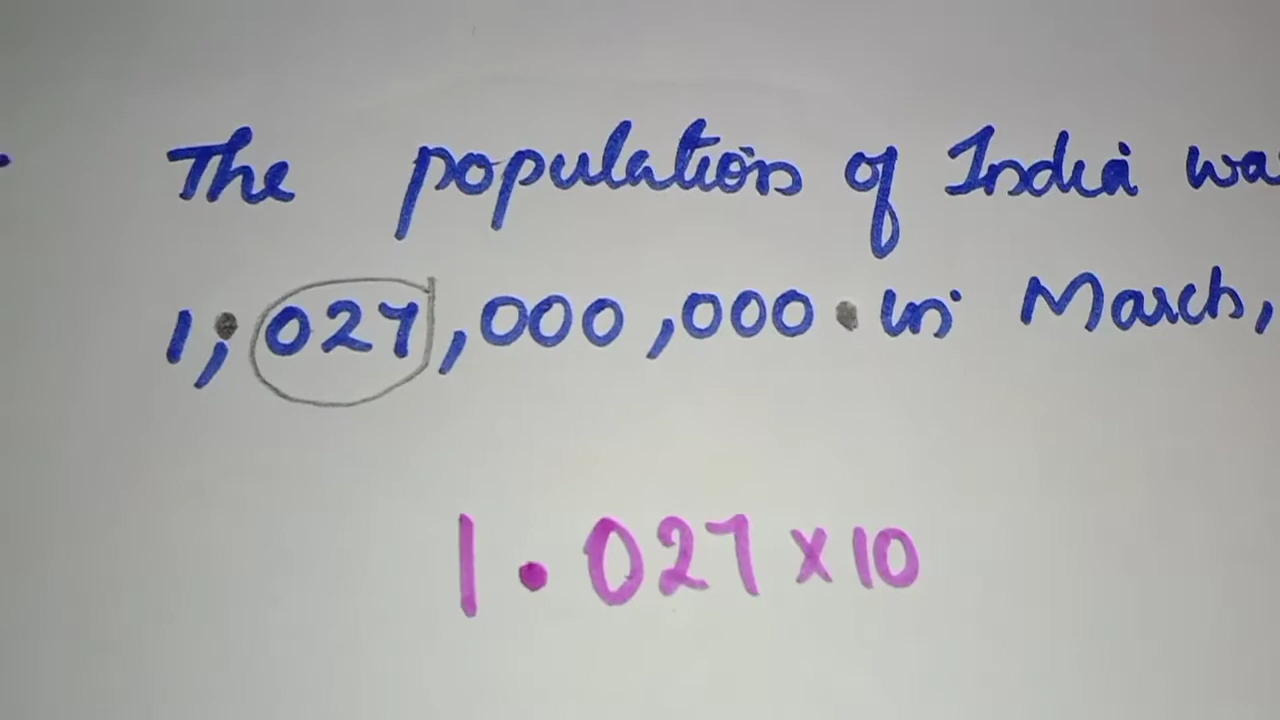 The population of India wa
1,027,000,000 . in March,
1.027 x 10